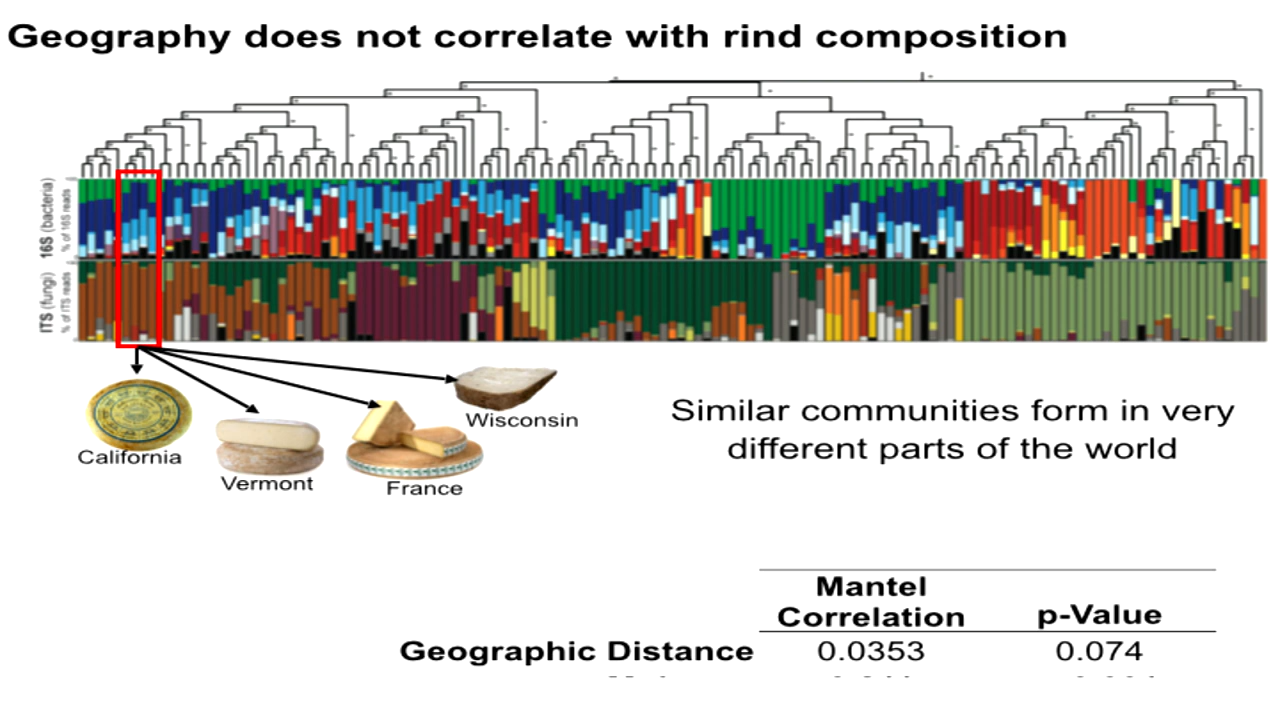 Geography does not correlate with rind composition
16S (bacteria)
% of 16S reads
ITS (fungi)
% of ITS reads
California
Vermont
France
Wisconsin
Similar communities form in very
different parts of the world
Mantel
Correlation
p-Value
Geographic Distance 0.0353 0.074